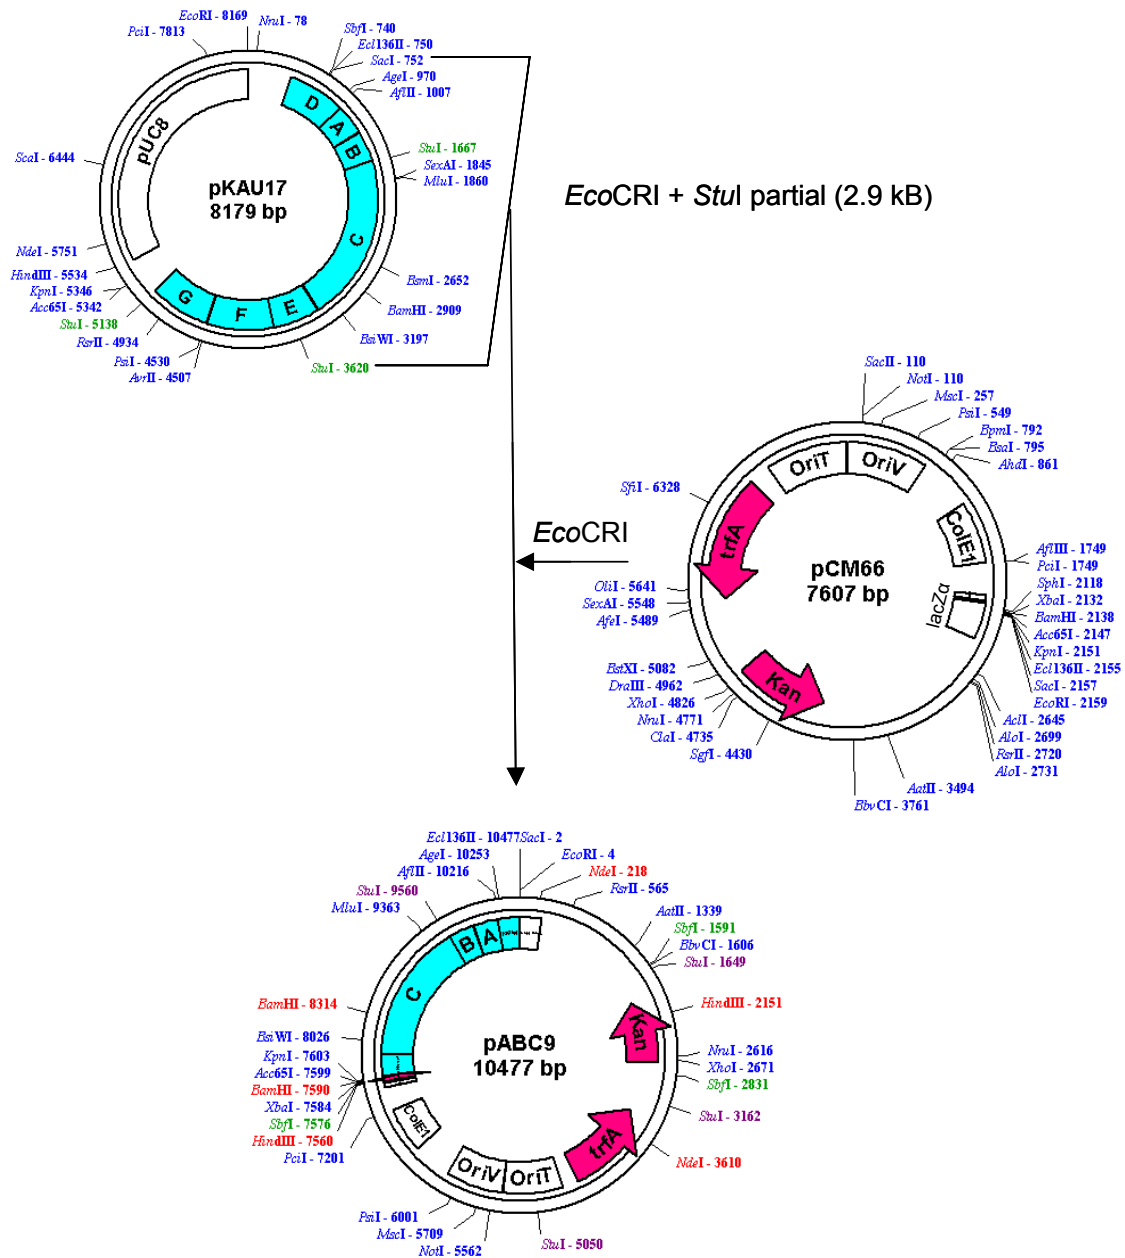 EcoRI - 8169
NruI - 78
PciI - 7813
SbfI - 740
Ecl136II - 750
SacI - 752
AgeI - 970
AflII - 1007
StuI - 1667
SexAI - 1845
MluI - 1860
ScaI - 6444
pUC8
D
A
B
C
E
F
G
pKAU17
8179 bp
EcoCRI + StuI partial (2.9 kB)
NdeI - 5751
HindIII - 5534
KpnI - 5346
Acc65I - 5342
StuI - 5138
RsrII - 4934
PsiI - 4530
AvrII - 4507
BsmI - 2652
BamHI - 2909
BsiWI - 3197
StuI - 3620
SacII - 110
NotI - 110
MscI - 257
PsiI - 549
BpmI - 792
BsaI - 795
AhdI - 861
SfiI - 6328
OriT
OriV
ColE1
lacZα
trfA
Kan
pCM66
7607 bp
EcoCRI
AflIII - 1749
PciI - 1749
SphI - 2118
XbaI - 2132
BamHI - 2138
Acc65I - 2147
KpnI - 2151
Ecl136II - 2155
SacI - 2157
EcoRI - 2159
AclI - 2645
AloI - 2699
RsrII - 2720
AloI - 2731
AatII - 3494
BbvCI - 3761
OliI - 5641
SexAI - 5548
AfeI - 5489
BstXI - 5082
DraIII - 4962
XhoI - 4826
NruI - 4771
ClaI - 4735
SgfI - 4430
Ecl136II - 10477
SacI - 2
AgeI - 10253
EcoRI - 4
AflII - 10216
NdeI - 218
StuI - 9560
RsrII - 565
MluI - 9363
AatII - 1339
SbfI - 1591
BbvCI - 1606
StuI - 1649
HindIII - 2151
NruI - 2616
XhoI - 2671
SbfI - 2831
StuI - 3162
NdeI - 3610
B
A
C
Kan
pABC9
10477 bp
trfA
ColE1
OriV
OriT
BamHI - 8314
BsiWI - 8026
KpnI - 7603
Acc65I - 7599
BamHI - 7590
XbaI - 7584
SbfI - 7576
HindIII - 7560
PciI - 7201
PsiI - 6001
MscI - 5709
NotI - 5562
StuI - 5050